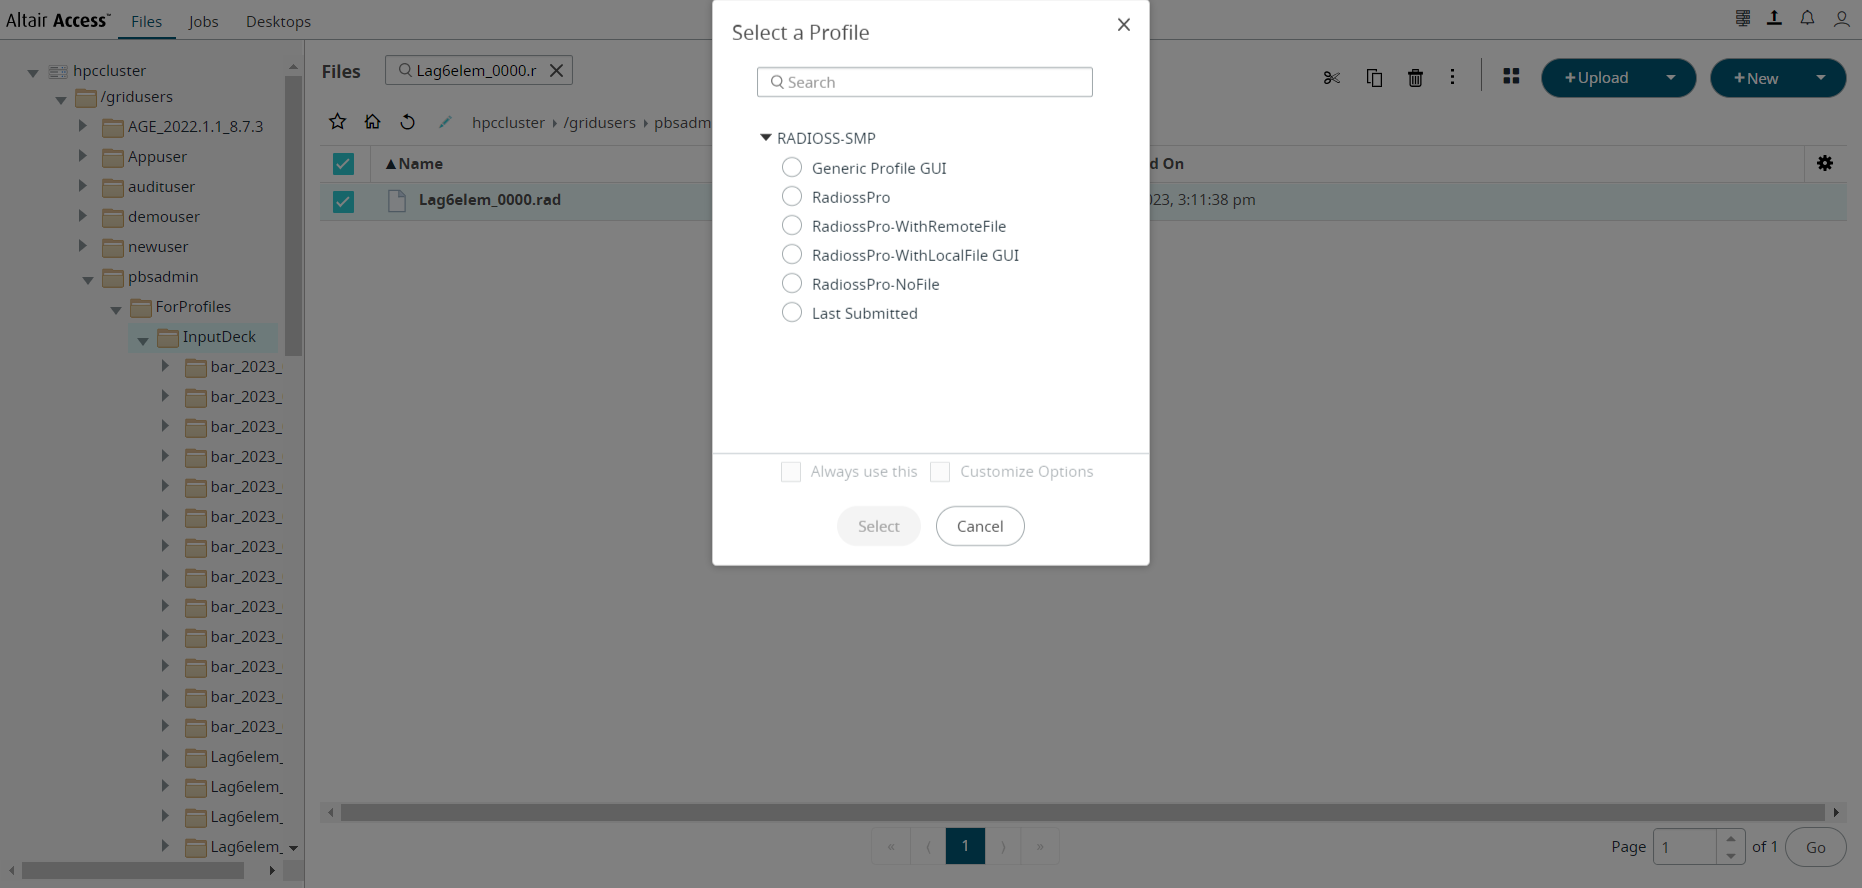 Altair Access™ Files Jobs Desktops
hpccluster
/gridusers
AGE_2022.1.1_8.7.3
Appuser
audituser
demouser
newuser
pbsadmin
ForProfiles
InputDeck
bar_2023_
bar_2023_
bar_2023_
bar_2023_
bar_2023_
bar_2023_
bar_2023_
bar_2023_
bar_2023_
bar_2023_
bar_2023_
bar_2023_
bar_2023_
Lag6elem_
Lag6elem_
Lag6elem_
Lag6elem_
Files Lag6elem_0000.r
+Upload +New
hpccluster /gridusers pbsadm
Name d On
Lag6elem_0000.rad 023, 3:11:38 pm
Select a Profile
Search
RADIOSS-SMP
Generic Profile GUI
RadiossPro
RadiossPro-WithRemoteFile
RadiossPro-WithLocalFile GUI
RadiossPro-NoFile
Last Submitted
Always use this Customize Options
Select Cancel
« ⟨ 1 ⟩ »
Page 1 of 1 Go